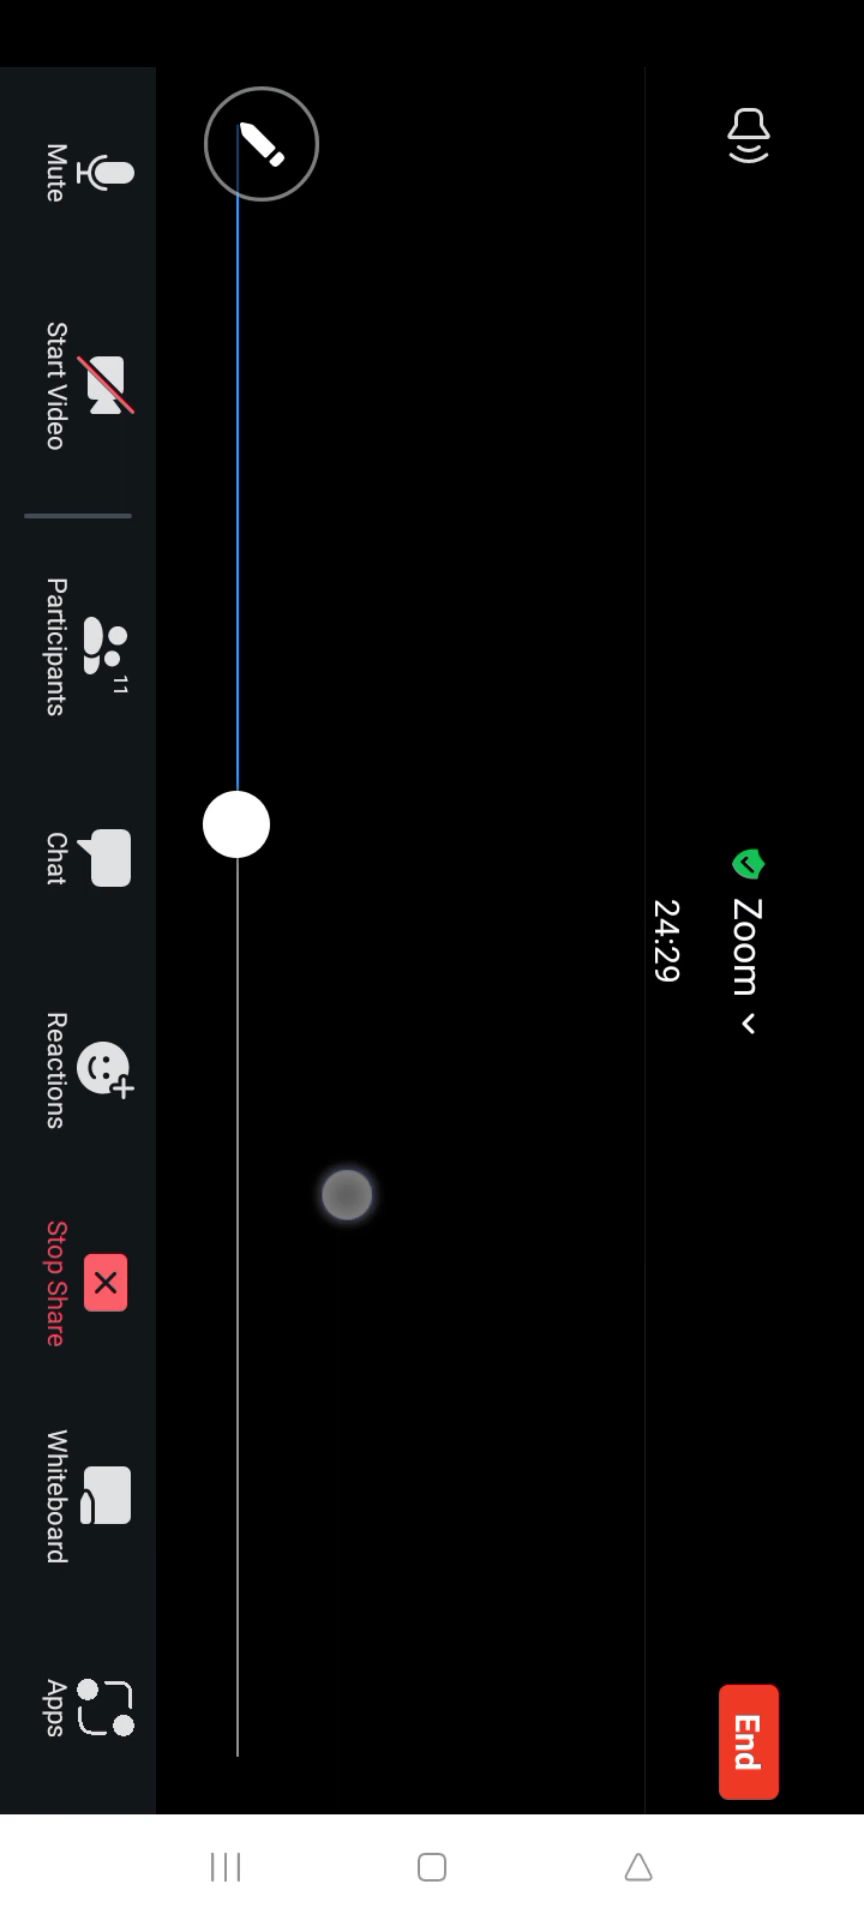 Zoom
24:29
End
Mute
Start Video
11
Participants
Chat
Reactions
Stop Share
Whiteboard
Apps